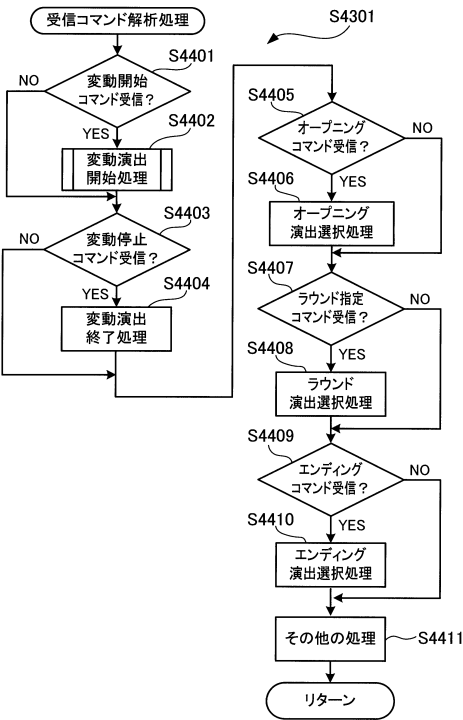 受信コマンド解析処理
S4301
S4401
変動開始
コマンド受信？
NO
YES
S4402
変動演出
開始処理
S4403
変動停止
コマンド受信？
NO
YES
S4404
変動演出
終了処理
S4405
オープニング
コマンド受信？
NO
YES
S4406
オープニング
演出選択処理
S4407
ラウンド指定
コマンド受信？
NO
YES
S4408
ラウンド
演出選択処理
S4409
エンディング
コマンド受信？
NO
YES
S4410
エンディング
演出選択処理
その他の処理
S4411
リターン